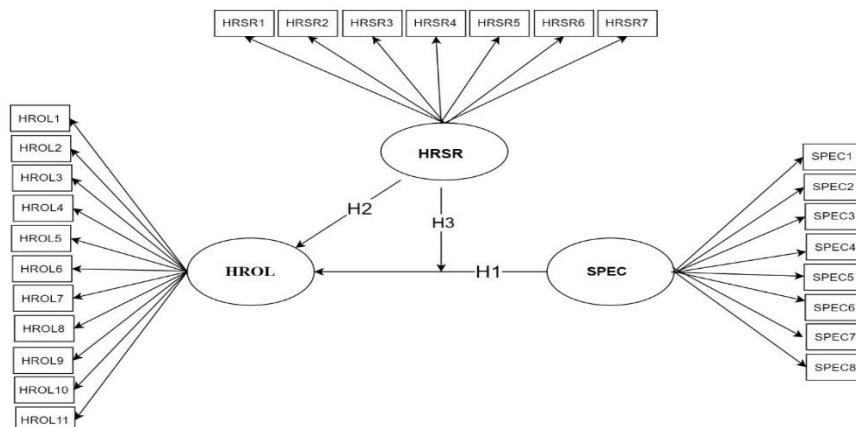 HRSR1
HRSR2
HRSR3
HRSR4
HRSR5
HRSR6
HRSR7
HRSR
HROL1
HROL2
HROL3
HROL4
HROL5
HROL6
HROL7
HROL8
HROL9
HROL10
HROL11
H2
H3
HROL
H1
SPEC
SPEC1
SPEC2
SPEC3
SPEC4
SPEC5
SPEC6
SPEC7
SPEC8